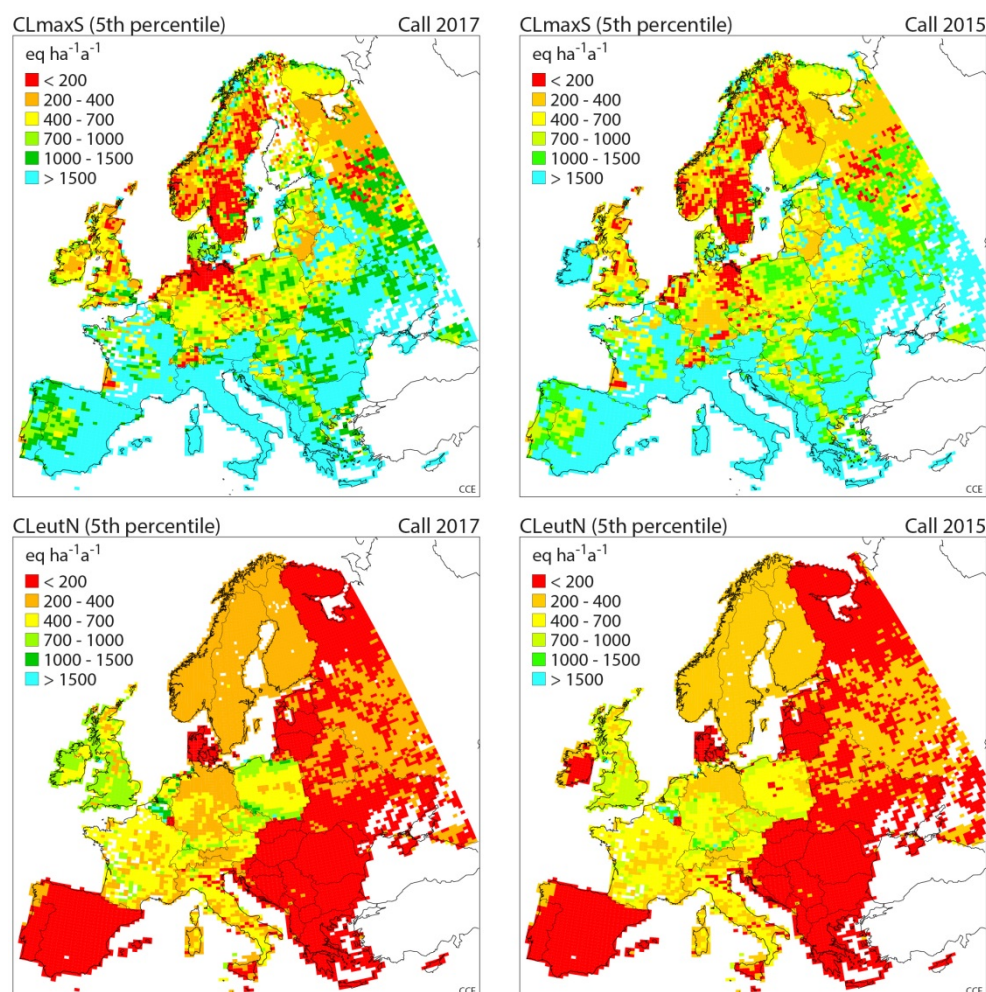 CLmaxS (5th percentile) Call 2017
eq ha⁻¹a⁻¹
< 200
200 - 400
400 - 700
700 - 1000
1000 - 1500
> 1500
CCE
CLmaxS (5th percentile) Call 2015
eq ha⁻¹a⁻¹
< 200
200 - 400
400 - 700
700 - 1000
1000 - 1500
> 1500
CCE
CLeutN (5th percentile) Call 2017
eq ha⁻¹a⁻¹
< 200
200 - 400
400 - 700
700 - 1000
1000 - 1500
> 1500
CCE
CLeutN (5th percentile) Call 2015
eq ha⁻¹a⁻¹
< 200
200 - 400
400 - 700
700 - 1000
1000 - 1500
> 1500
CCE